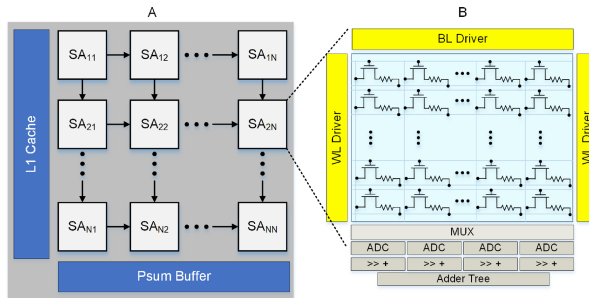 A
SA11 SA12 SA1N
SA21 SA22 SA2N
SAN1 SAN2 SANN
L1 Cache
Psum Buffer
B
BL Driver
WL Driver
WL Driver
MUX
ADC ADC ADC ADC
>> + >> + >> + >> +
Adder Tree